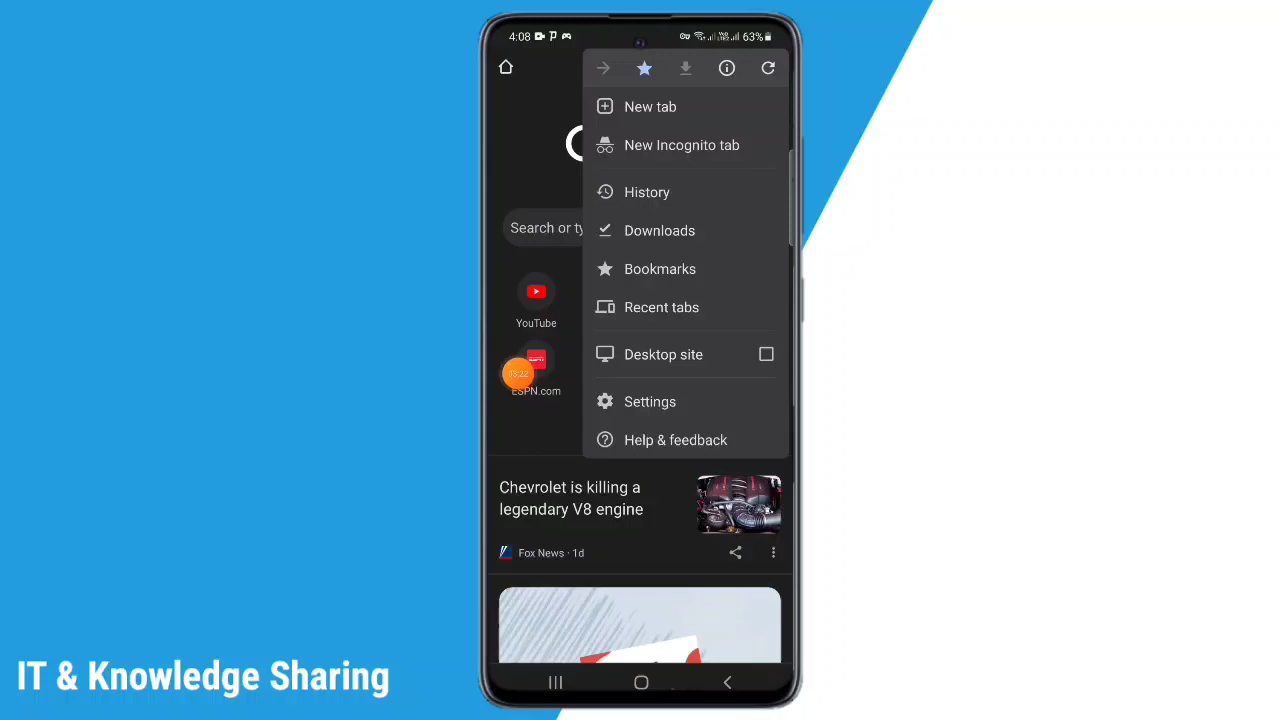 4:08
63%
New tab
New Incognito tab
History
Search or ty
Downloads
Bookmarks
Recent tabs
YouTube
Desktop site
ESPN.com
Settings
Help & feedback
Chevrolet is killing a
legendary V8 engine
Fox News · 1d
IT & Knowledge Sharing